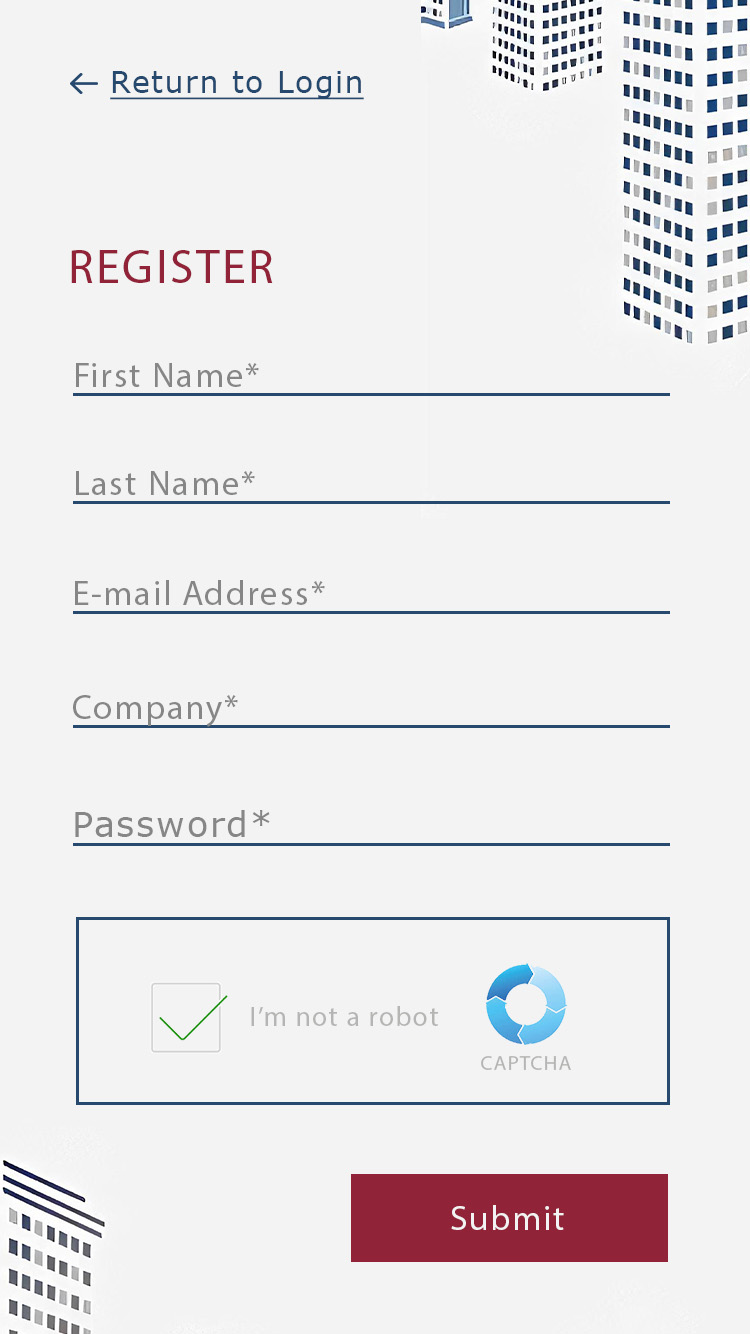 ← Return to Login
REGISTER
First Name*
Last Name*
E-mail Address*
Company*
Password*
I’m not a robot
CAPTCHA
Submit